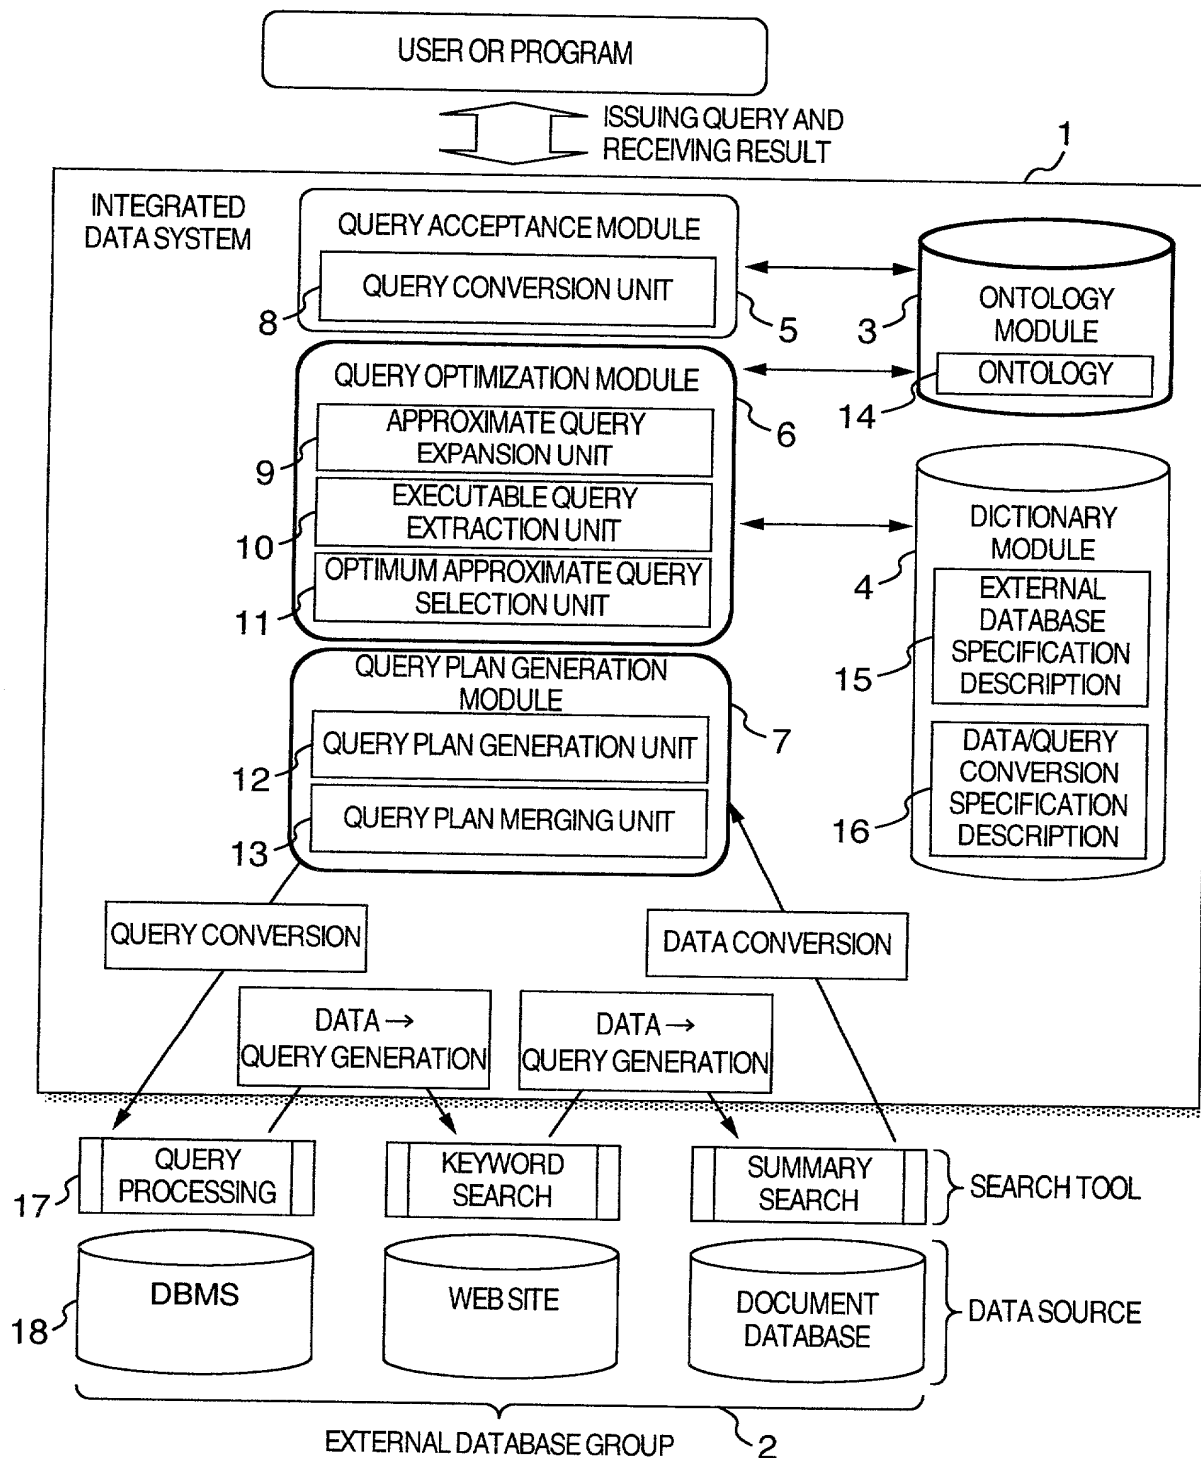 USER OR PROGRAM
ISSUING QUERY AND
RECEIVING RESULT
1
INTEGRATED
DATA SYSTEM
QUERY ACCEPTANCE MODULE
QUERY CONVERSION UNIT
8
5
3
ONTOLOGY
MODULE
ONTOLOGY
14
QUERY OPTIMIZATION MODULE
6
APPROXIMATE QUERY
EXPANSION UNIT
9
EXECUTABLE QUERY
EXTRACTION UNIT
10
OPTIMUM APPROXIMATE QUERY
SELECTION UNIT
11
DICTIONARY
MODULE
4
EXTERNAL
DATABASE
SPECIFICATION
DESCRIPTION
15
DATA/QUERY
CONVERSION
SPECIFICATION
DESCRIPTION
16
QUERY PLAN GENERATION
MODULE
7
QUERY PLAN GENERATION UNIT
12
QUERY PLAN MERGING UNIT
13
QUERY CONVERSION
DATA CONVERSION
DATA →
QUERY GENERATION
DATA →
QUERY GENERATION
QUERY
PROCESSING
17
KEYWORD
SEARCH
SUMMARY
SEARCH
SEARCH TOOL
DBMS
18
WEB SITE
DOCUMENT
DATABASE
DATA SOURCE
EXTERNAL DATABASE GROUP
2